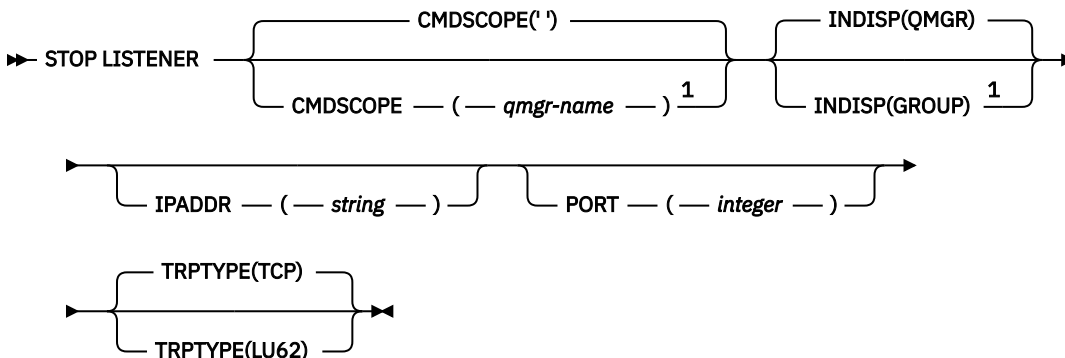 CMDSCOPE(' ') INDISP(QMGR)
STOP LISTENER
CMDSCOPE ( qmgr-name ) 1 INDISP(GROUP) 1
IPADDR ( string ) PORT ( integer )
TRPTYPE(TCP)
TRPTYPE(LU62)